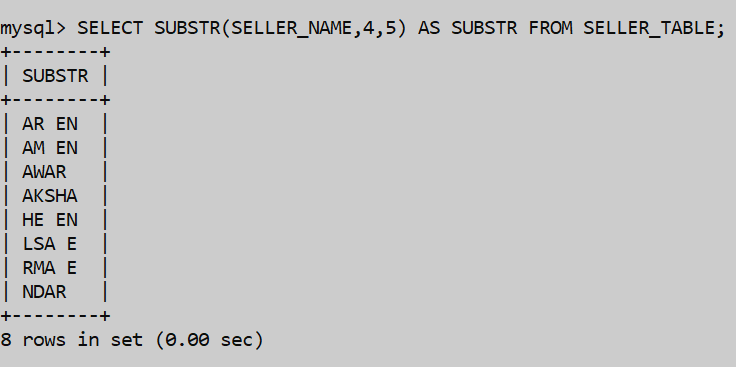 mysql> SELECT SUBSTR(SELLER_NAME,4,5) AS SUBSTR FROM SELLER_TABLE;
+--------+
| SUBSTR |
+--------+
| AR EN  |
| AM EN  |
| AWAR   |
| AKSHA  |
| HE EN  |
| LSA E  |
| RMA E  |
| NDAR   |
+--------+
8 rows in set (0.00 sec)